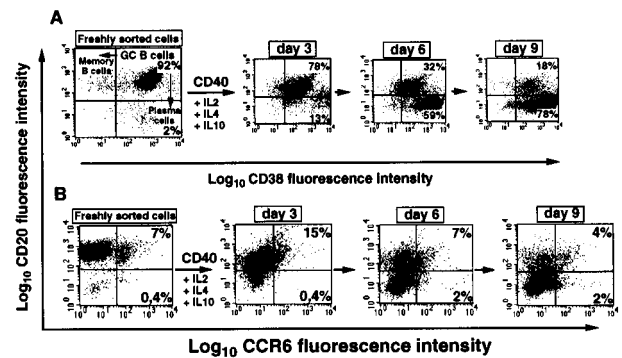 A
Freshly sorted cells
day 3
day 6
day 9
Memory B cells
GC B cells
92%
Plasma cells
2%
CD40
+ IL2
+ IL4
+ IL10
78%
13%
32%
59%
18%
78%
Log10 CD20 fluorescence intensity
Log10 CD38 fluorescence intensity
B
Freshly sorted cells
day 3
day 6
day 9
7%
0,4%
CD40
+ IL2
+ IL4
+ IL10
15%
0,4%
7%
2%
4%
2%
Log10 CCR6 fluorescence intensity